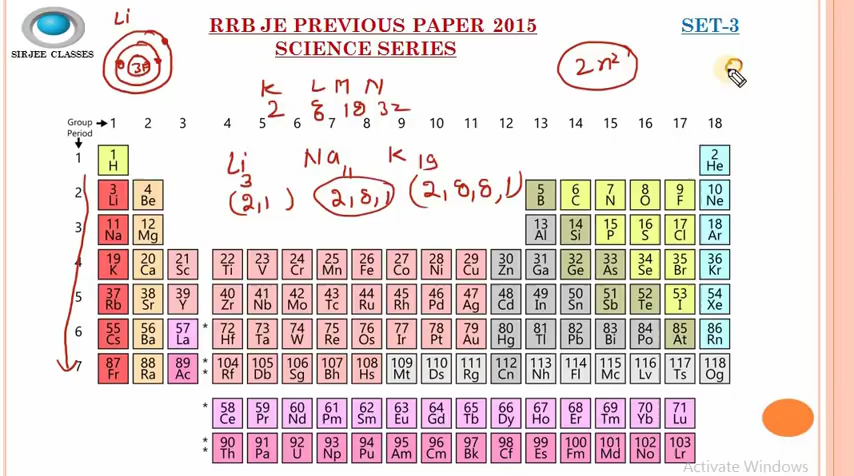 Li
RRB JE PREVIOUS PAPER 2015
SET-3
SIRJEE CLASSES
SCIENCE SERIES
3P
2n²
K L M N
2 8 18 32
Group 1 2 3 4 5 6 7 8 9 10 11 12 13 14 15 16 17 18
Period
1 1 H 2 He
Li 3 Na 11 K 19
(2,1) 2,8,1 (2,8,8,1)
2 3 Li 4 Be 5 B 6 C 7 N 8 O 9 F 10 Ne
3 11 Na 12 Mg 13 Al 14 Si 15 P 16 S 17 Cl 18 Ar
4 19 K 20 Ca 21 Sc 22 Ti 23 V 24 Cr 25 Mn 26 Fe 27 Co 28 Ni 29 Cu 30 Zn 31 Ga 32 Ge 33 As 34 Se 35 Br 36 Kr
5 37 Rb 38 Sr 39 Y 40 Zr 41 Nb 42 Mo 43 Tc 44 Ru 45 Rh 46 Pd 47 Ag 48 Cd 49 In 50 Sn 51 Sb 52 Te 53 I 54 Xe
6 55 Cs 56 Ba 57 La * 72 Hf 73 Ta 74 W 75 Re 76 Os 77 Ir 78 Pt 79 Au 80 Hg 81 Tl 82 Pb 83 Bi 84 Po 85 At 86 Rn
7 87 Fr 88 Ra 89 Ac * * 104 Rf 105 Db 106 Sg 107 Bh 108 Hs 109 Mt 110 Ds 111 Rg 112 Cn 113 Nh 114 Fl 115 Mc 116 Lv 117 Ts 118 Og
* 58 Ce 59 Pr 60 Nd 61 Pm 62 Sm 63 Eu 64 Gd 65 Tb 66 Dy 67 Ho 68 Er 69 Tm 70 Yb 71 Lu
* * 90 Th 91 Pa 92 U 93 Np 94 Pu 95 Am 96 Cm 97 Bk 98 Cf 99 Es 100 Fm 101 Md 102 No 103 Lr
Activate Windows